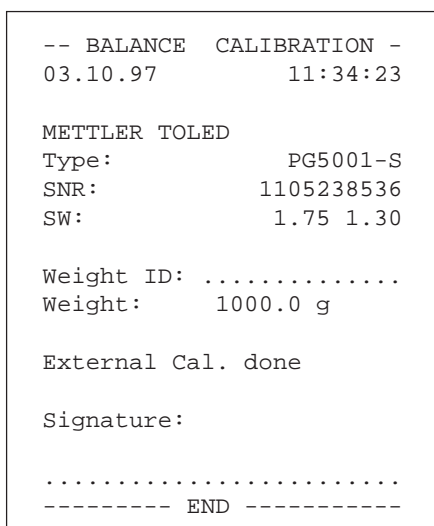 -- BALANCE CALIBRATION -
03.10.97 11:34:23
METTLER TOLED
Type: PG5001-S
SNR: 1105238536
SW: 1.75 1.30
Weight ID: ..............
Weight: 1000.0 g
External Cal. done
Signature:
.........................
--------- END -----------